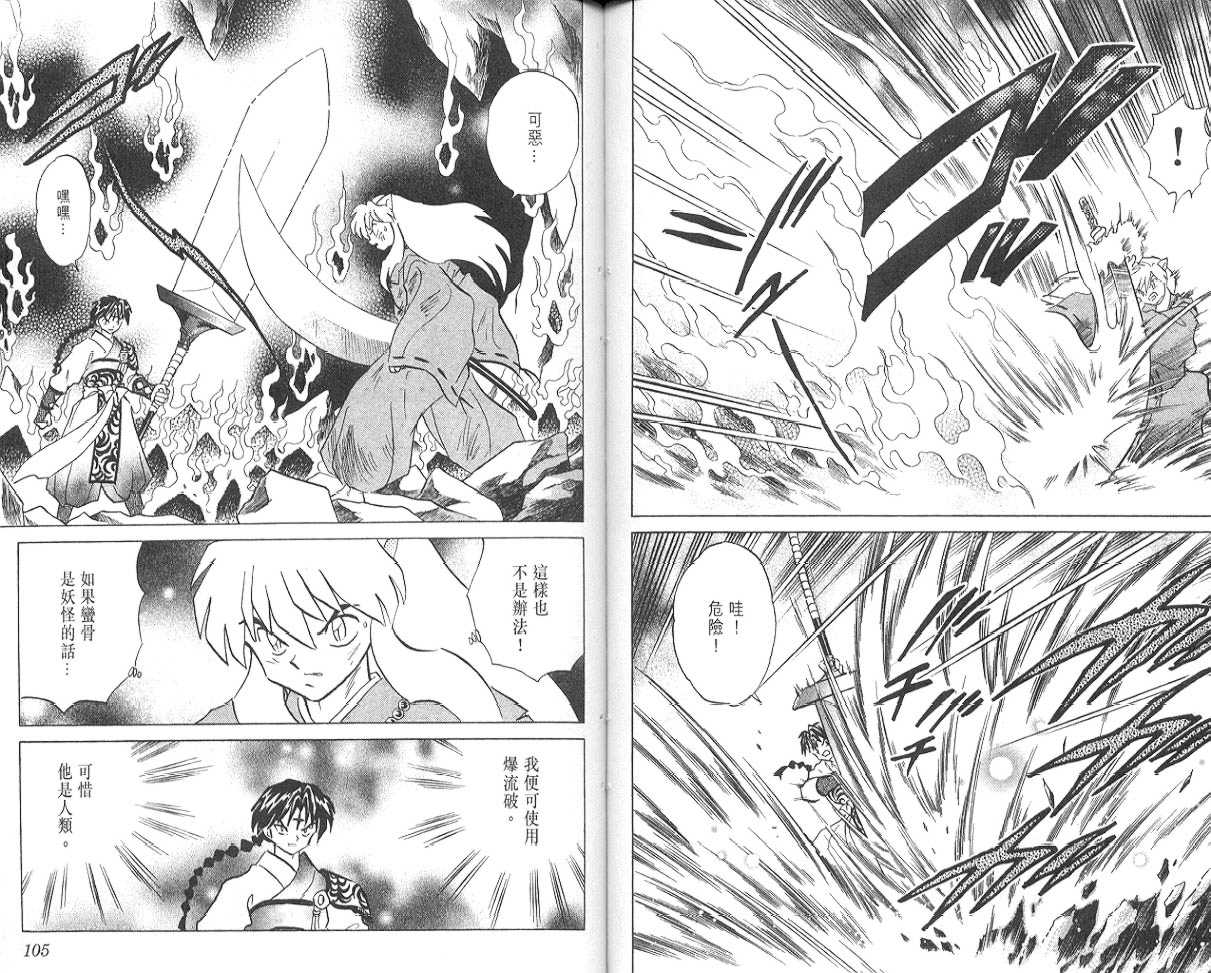 ！
哇！
危險！
可惡…
嘿嘿…
這樣也
不是辦法！
如果蠻骨
是妖怪的話…
我便可使用
爆流破。
可惜
他是人類。
105